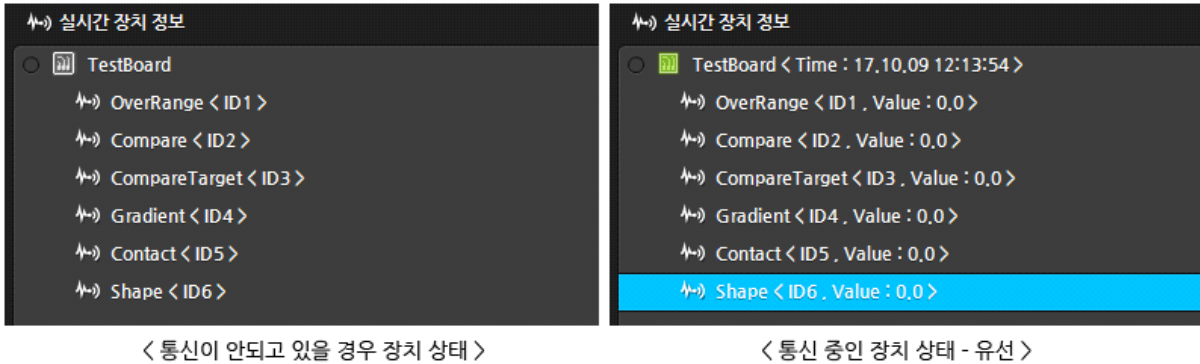 실시간 장치 정보
TestBoard
OverRange < ID1 >
Compare < ID2 >
CompareTarget < ID3 >
Gradient < ID4 >
Contact < ID5 >
Shape < ID6 >
< 통신이 안되고 있을 경우 장치 상태 >
실시간 장치 정보
TestBoard < Time : 17.10.09 12:13:54 >
OverRange < ID1 , Value : 0.0 >
Compare < ID2 , Value : 0.0 >
CompareTarget < ID3 , Value : 0.0 >
Gradient < ID4 , Value : 0.0 >
Contact < ID5 , Value : 0.0 >
Shape < ID6 , Value : 0.0 >
< 통신 중인 장치 상태 - 유선 >